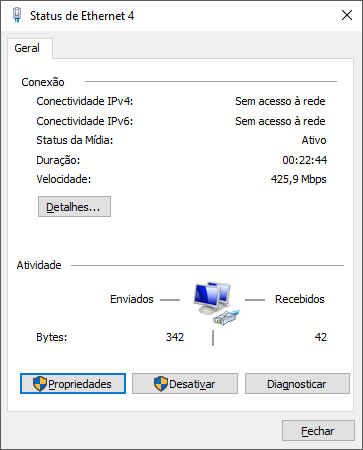 Status de Ethernet 4
Geral
Conexão
Conectividade IPv4: Sem acesso à rede
Conectividade IPv6: Sem acesso à rede
Status da Mídia: Ativo
Duração: 00:22:44
Velocidade: 425,9 Mbps
Detalhes...
Atividade
Enviados Recebidos
Bytes: 342 42
Propriedades Desativar Diagnosticar
Fechar